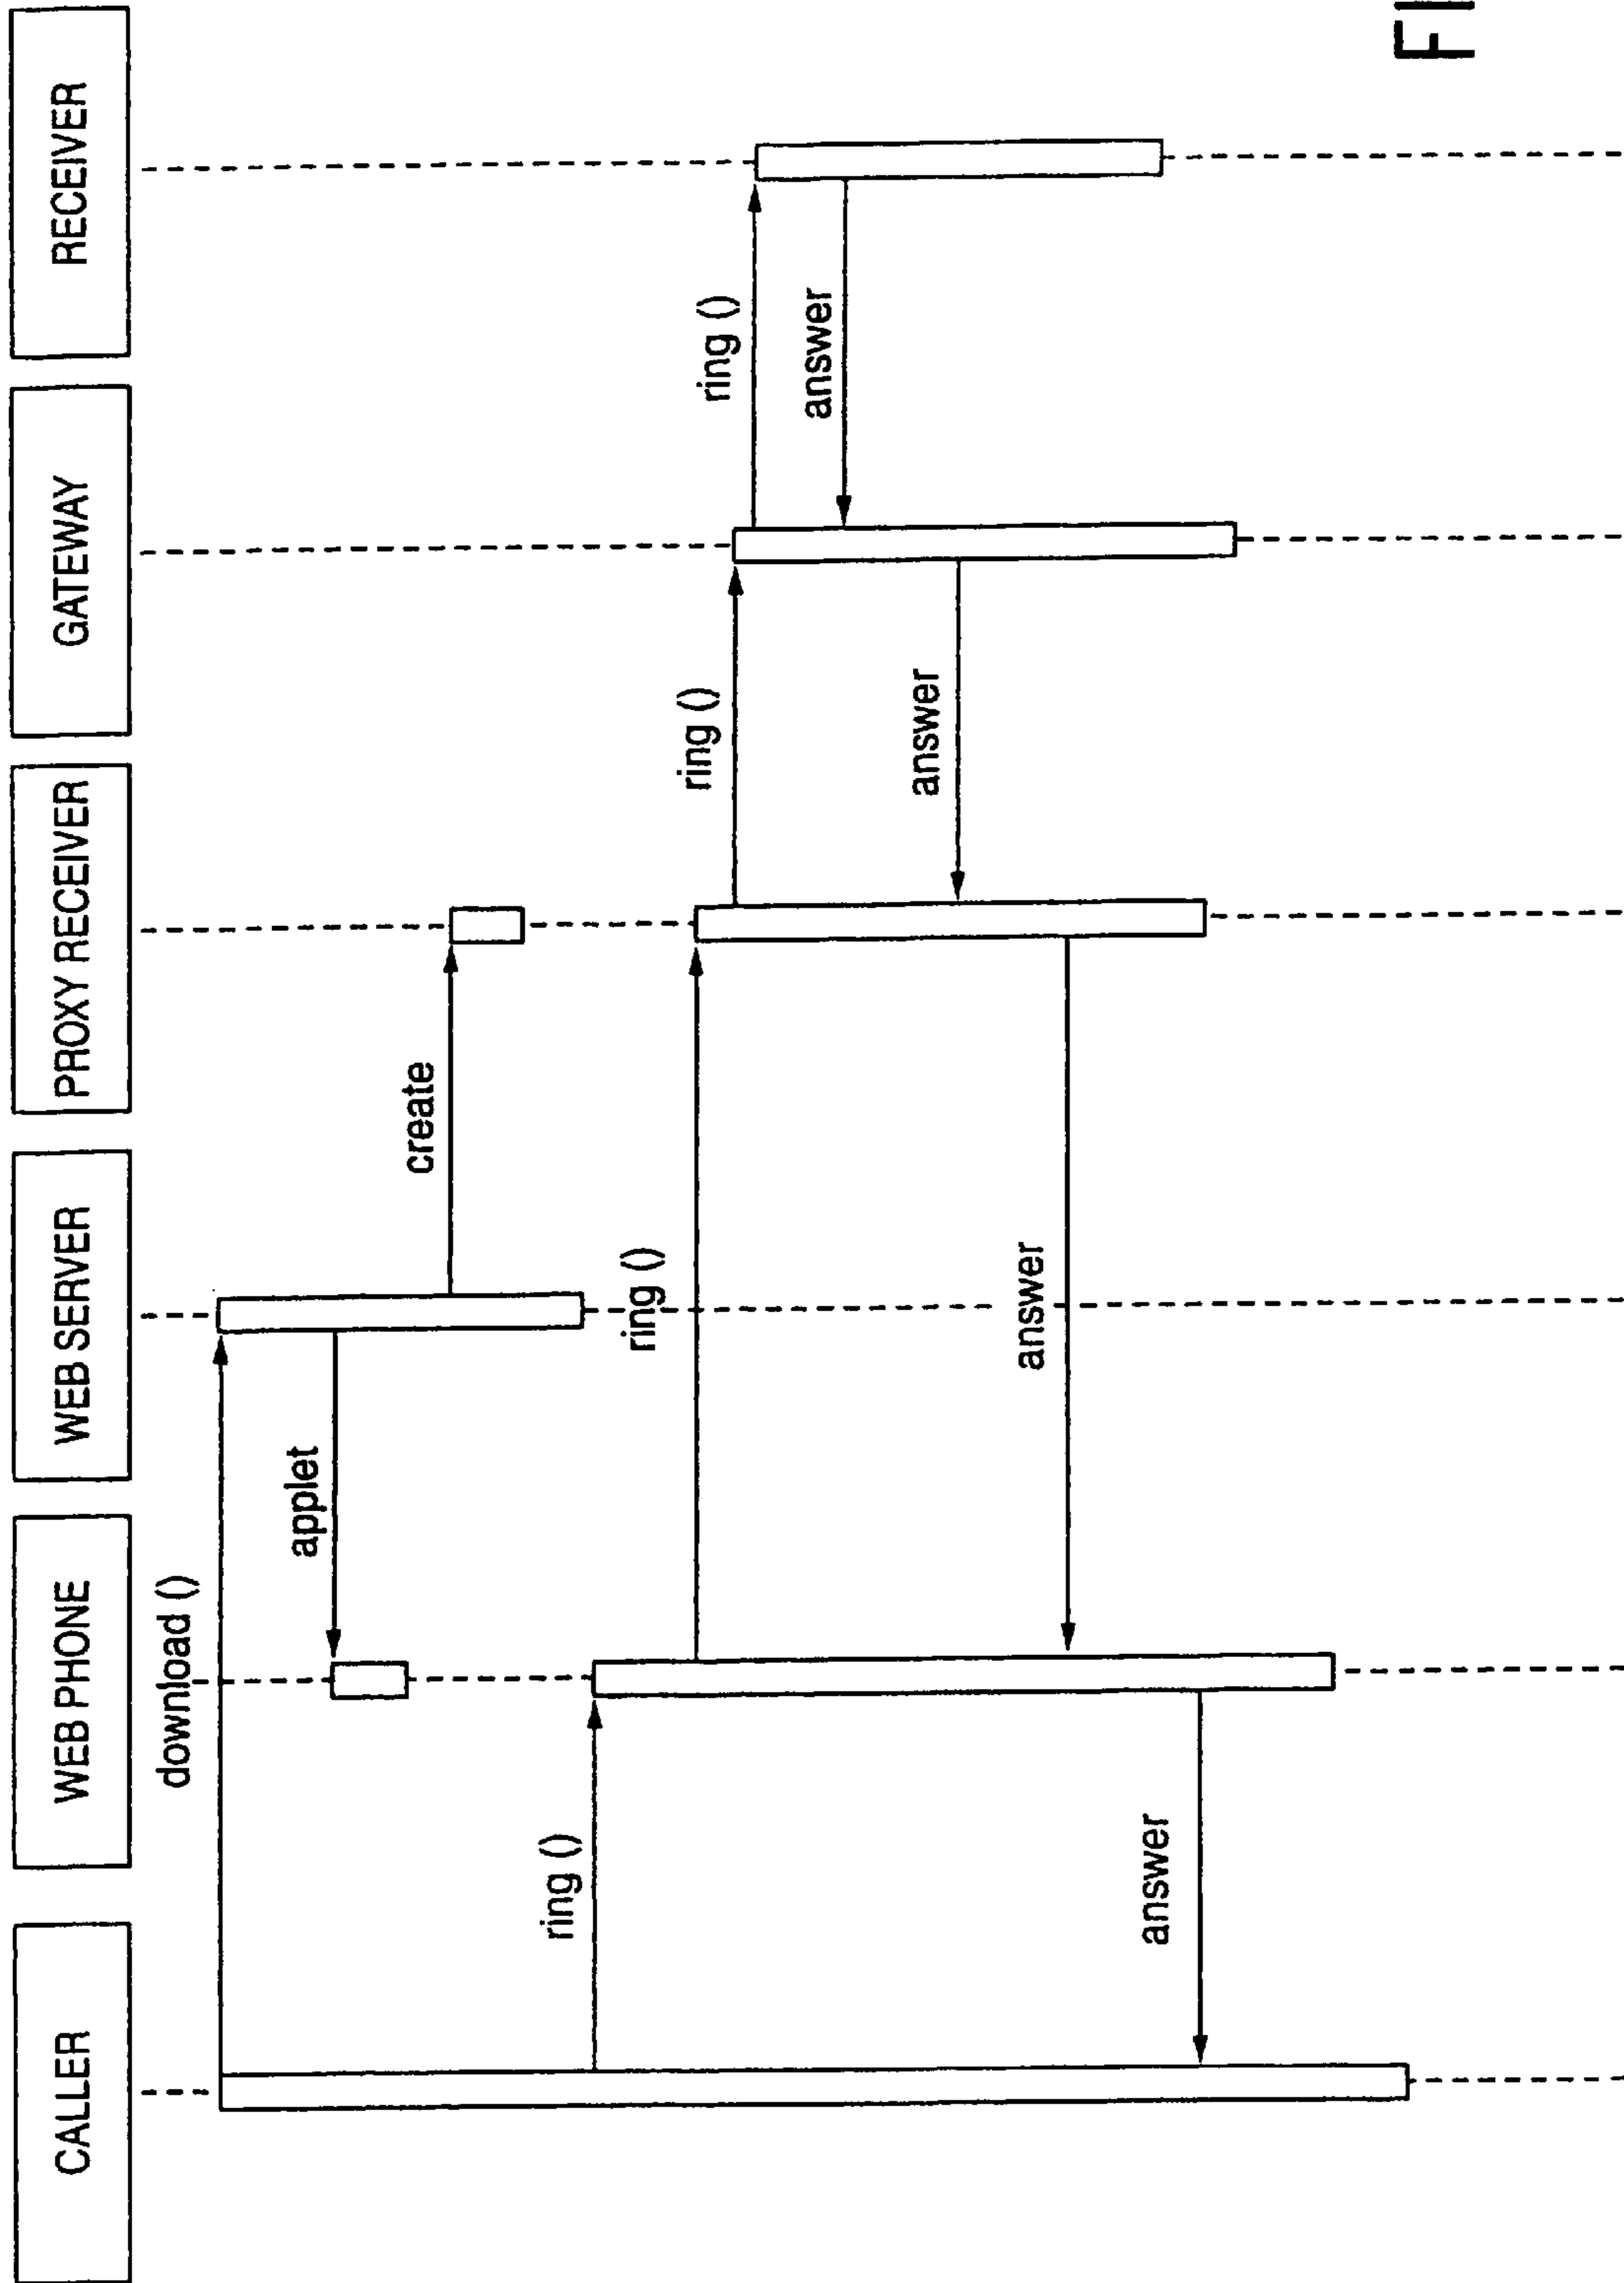 CALLER
WEB PHONE
WEB SERVER
PROXY RECEIVER
GATEWAY
RECEIVER
download ()
applet
create
ring ()
ring ()
ring ()
ring ()
answer
answer
answer
answer
FI